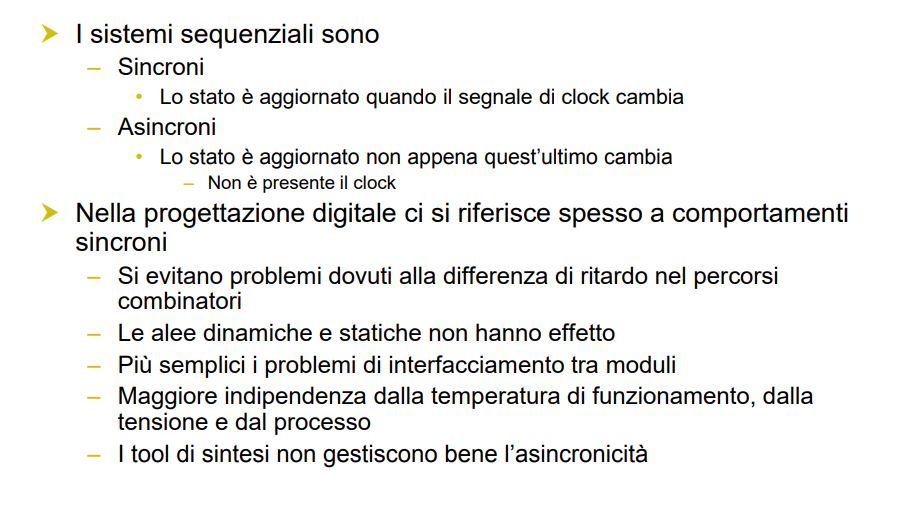 I sistemi sequenziali sono
– Sincroni
• Lo stato è aggiornato quando il segnale di clock cambia
– Asincroni
• Lo stato è aggiornato non appena quest’ultimo cambia
– Non è presente il clock
Nella progettazione digitale ci si riferisce spesso a comportamenti
sincroni
– Si evitano problemi dovuti alla differenza di ritardo nel percorsi
combinatori
– Le alee dinamiche e statiche non hanno effetto
– Più semplici i problemi di interfacciamento tra moduli
– Maggiore indipendenza dalla temperatura di funzionamento, dalla
tensione e dal processo
– I tool di sintesi non gestiscono bene l’asincronicità